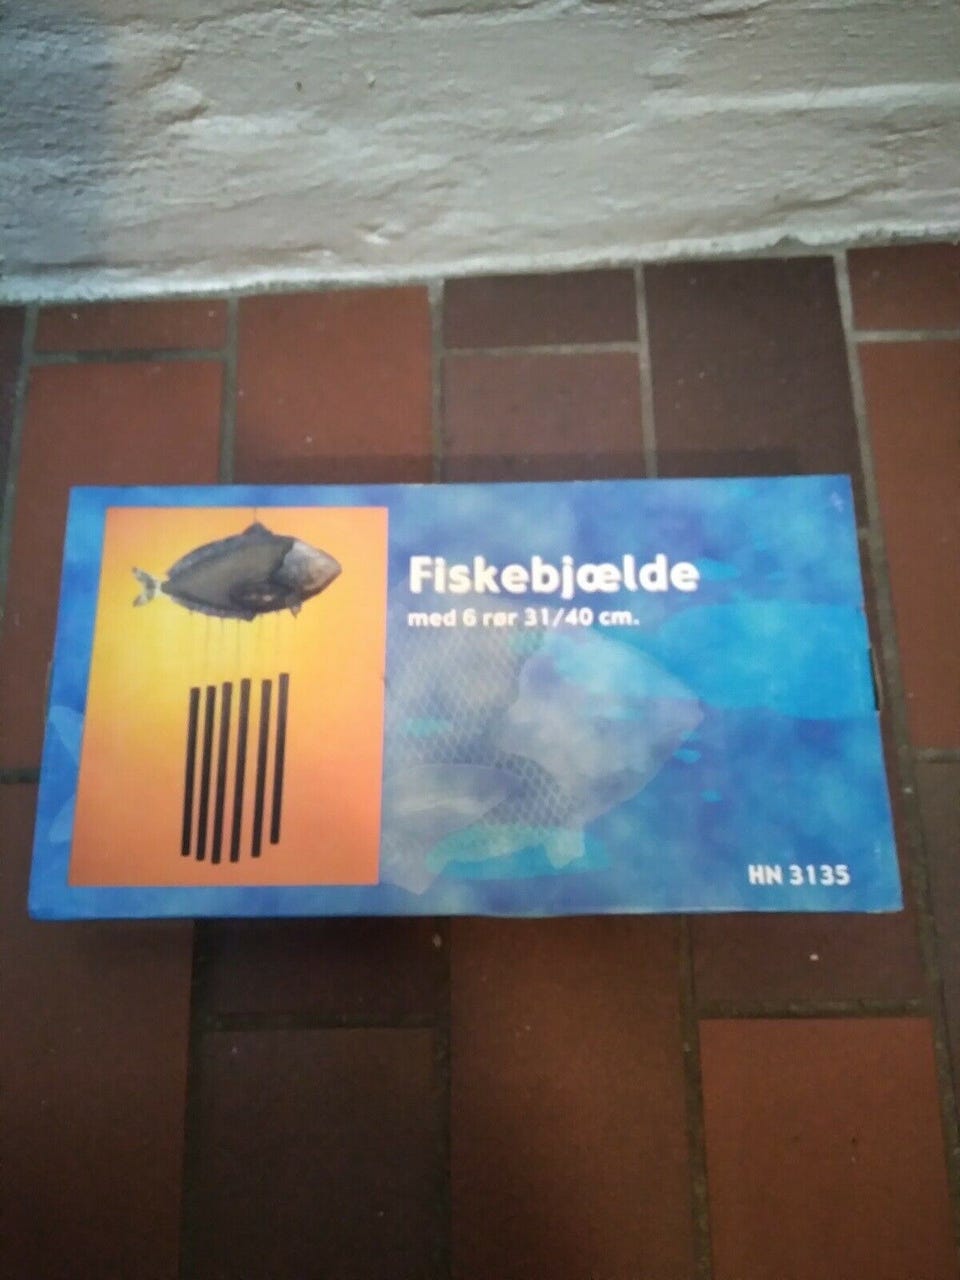 Fiskebjælde
med 6 rør 31/40 cm.
HN 3135